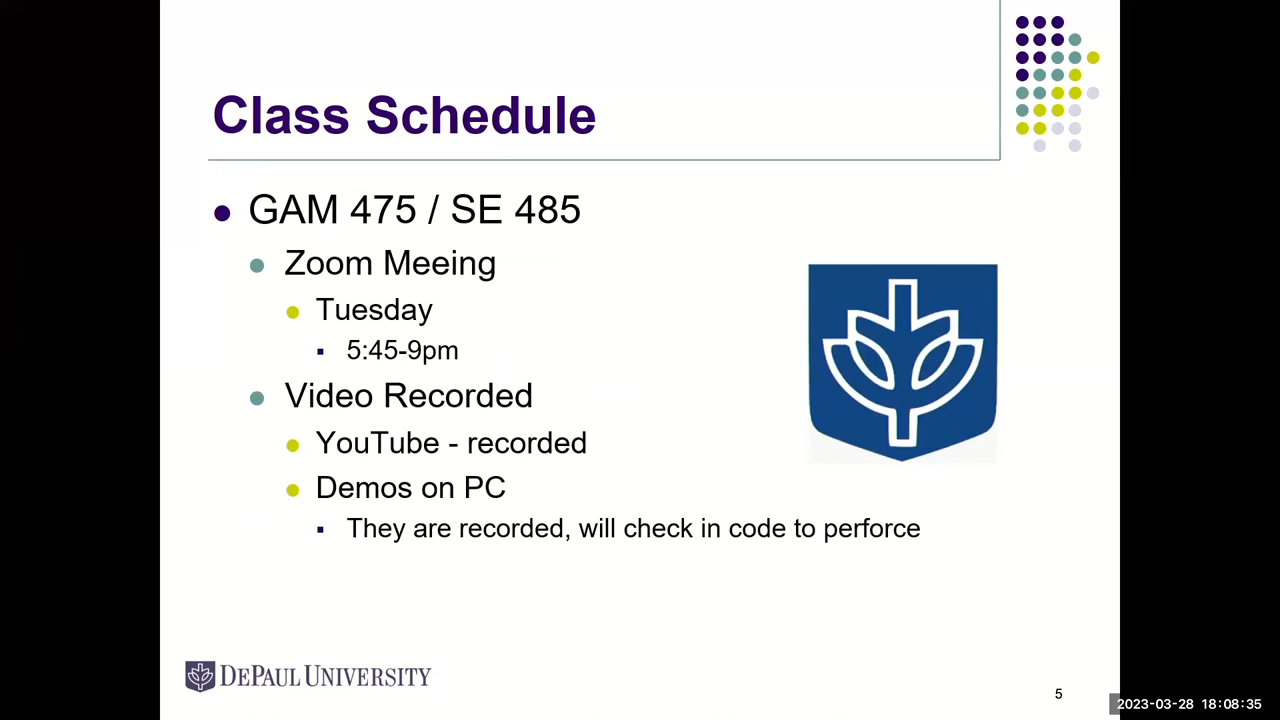 Class Schedule
GAM 475 / SE 485
Zoom Meeing
Tuesday
5:45-9pm
Video Recorded
YouTube - recorded
Demos on PC
They are recorded, will check in code to perforce
DEPAUL UNIVERSITY
5
2023-03-28 18:08:35